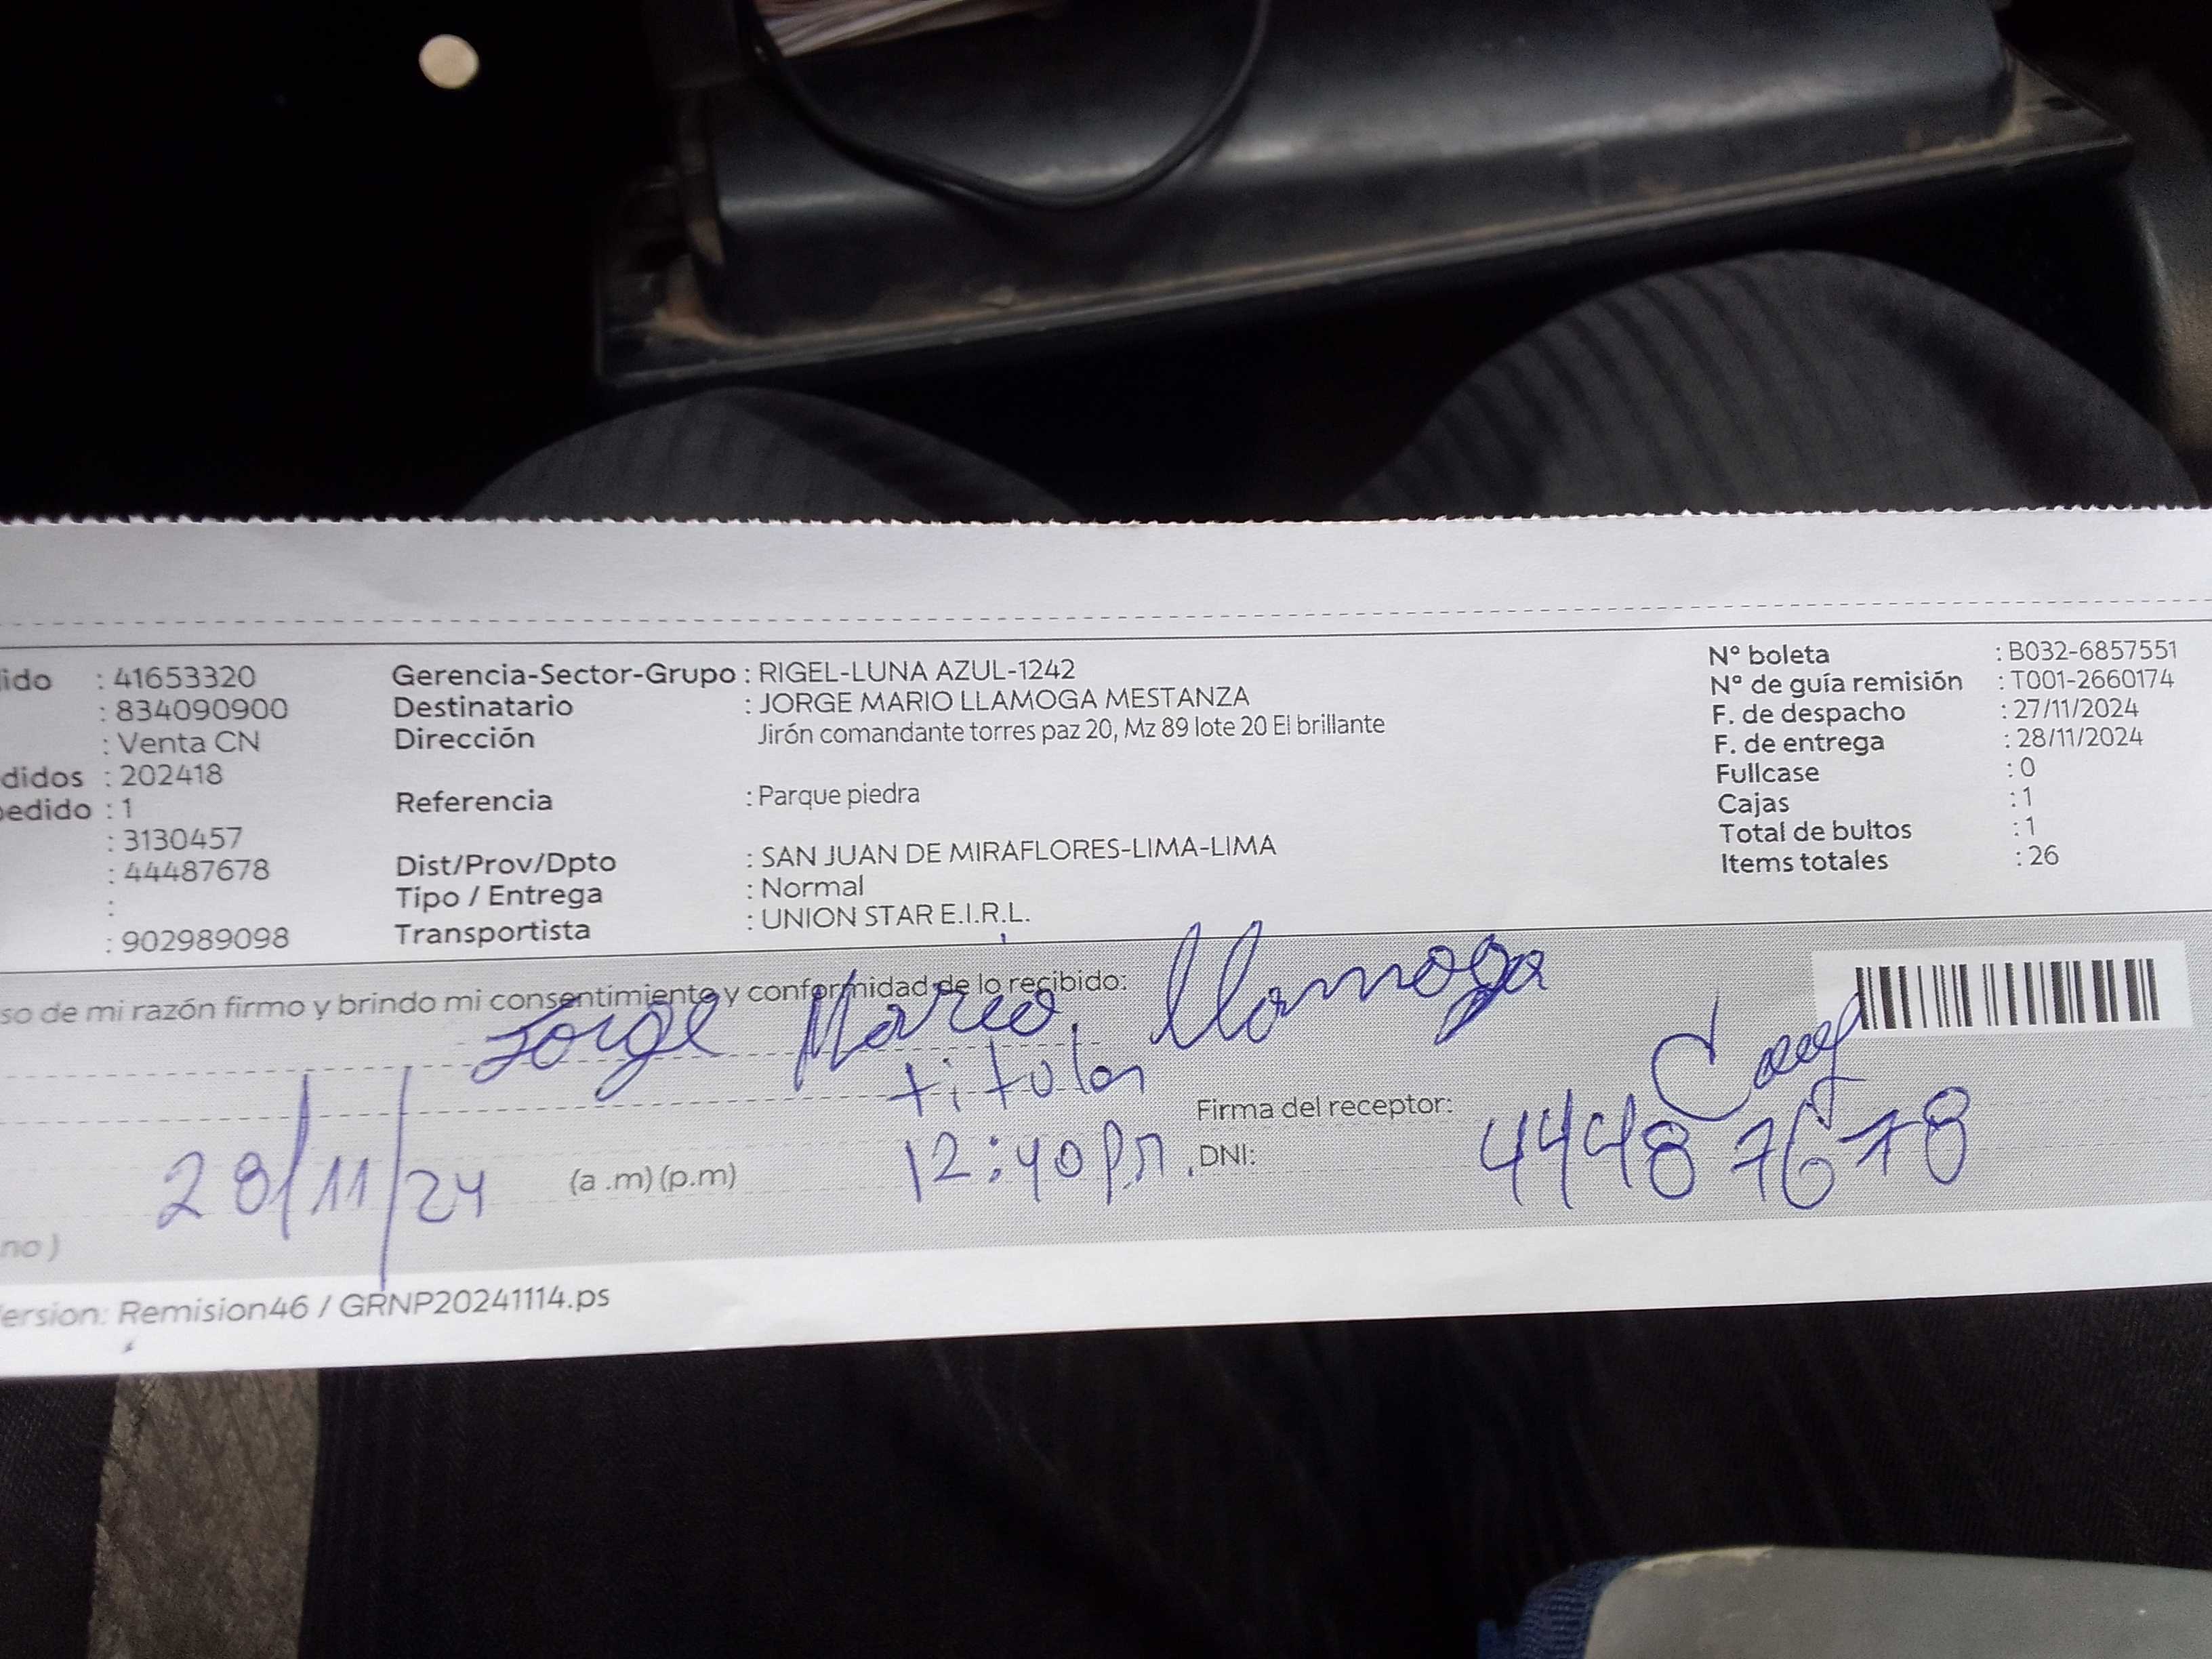 ido : 41653320
: 834090900
: Venta CN
didos : 202418
pedido : 1
: 3130457
: 44487678
:
: 902989098
Gerencia-Sector-Grupo : RIGEL-LUNA AZUL-1242
Destinatario : JORGE MARIO LLAMOGA MESTANZA
Dirección Jirón comandante torres paz 20, Mz 89 lote 20 El brillante
Referencia : Parque piedra
Dist/Prov/Dpto : SAN JUAN DE MIRAFLORES-LIMA-LIMA
Tipo / Entrega : Normal
Transportista : UNION STAR E.I.R.L.
N° boleta : B032-6857551
N° de guía remisión : T001-2660174
F. de despacho : 27/11/2024
F. de entrega : 28/11/2024
Fullcase : 0
Cajas : 1
Total de bultos : 1
Items totales : 26
so de mi razón firmo y brindo mi consentimiento y conformidad de lo recibido:
Jorge Mario Llamoga
titular
Firma del receptor:
28/11/24 (a .m) (p.m) 12:40 Pm. DNI: 44487678
no )
ersion: Remision46 / GRNP20241114.ps